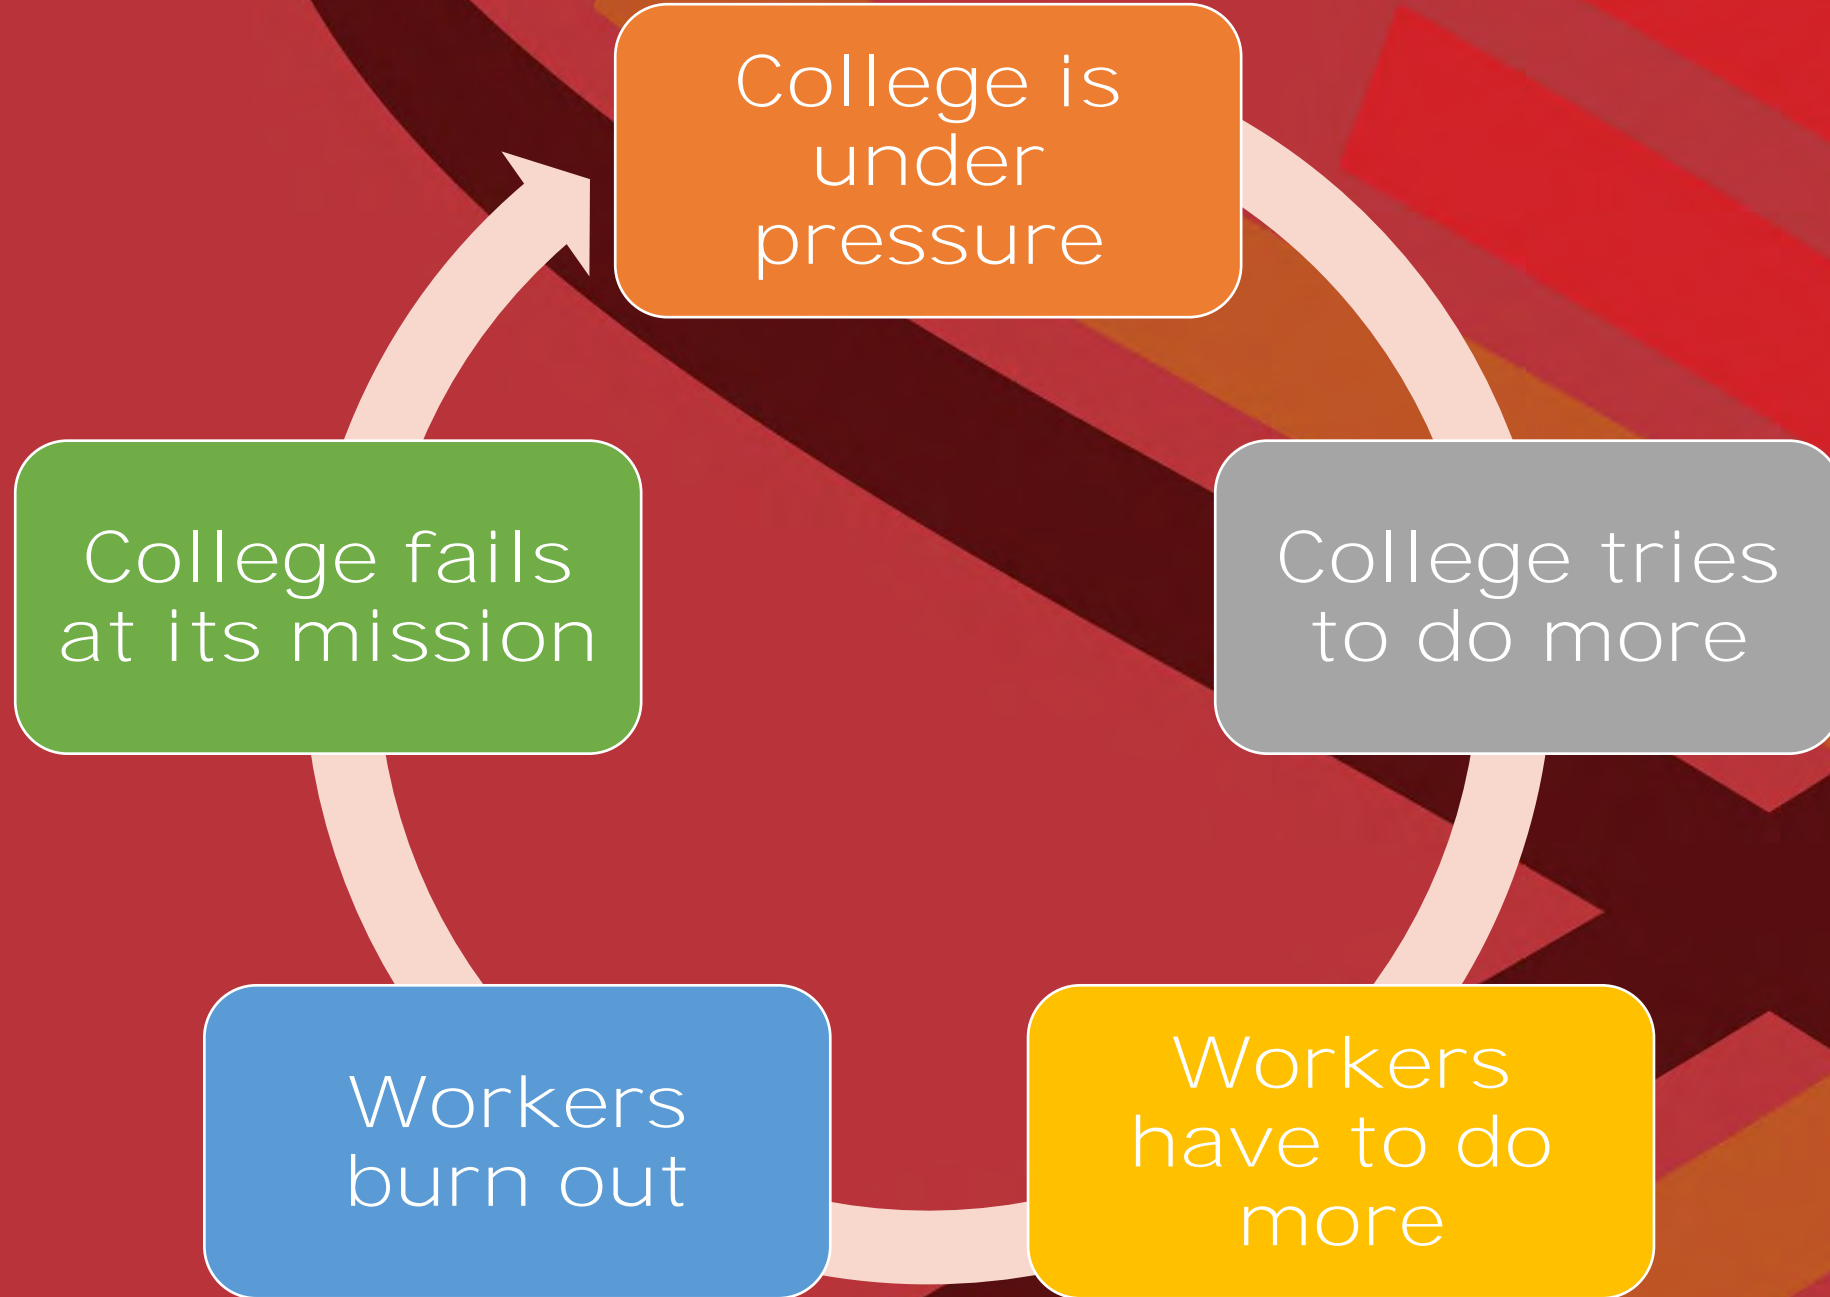 College is
under
pressure
College tries
to do more
Workers
have to do
more
Workers
burn out
College fails
at its mission